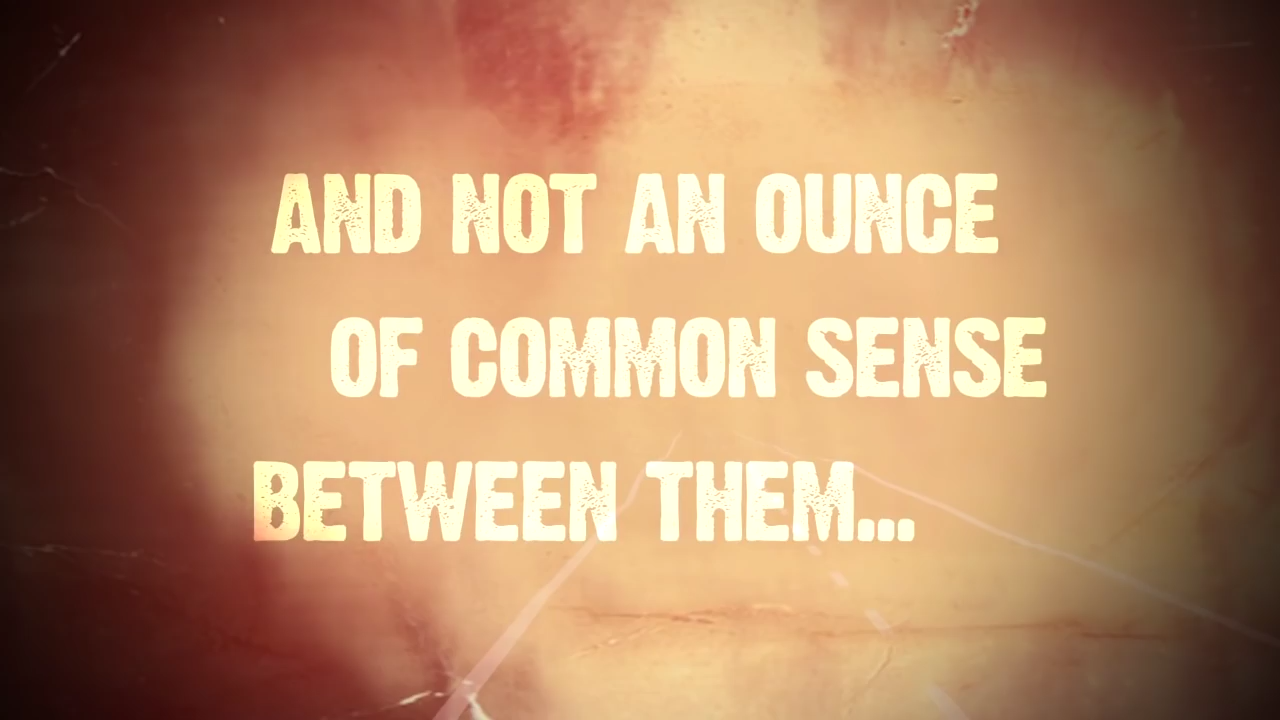 AND NOT AN OUNCE
OF COMMON SENSE
BETWEEN THEM...